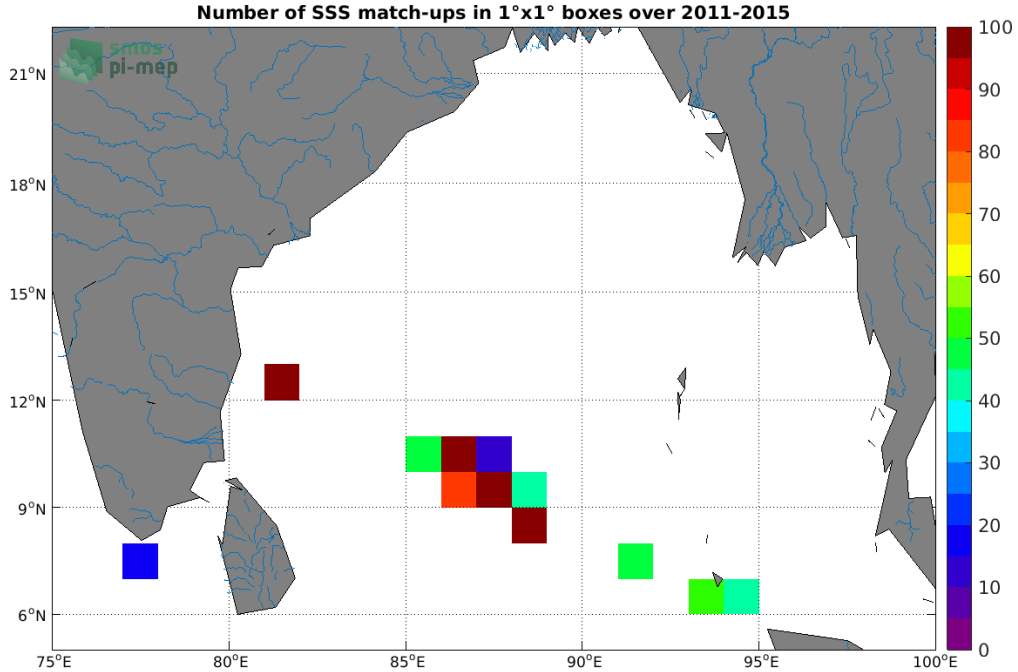 Number of SSS match-ups in 1°x1° boxes over 2011-2015
smos
pi-mep
21°N
18°N
15°N
12°N
9°N
6°N
75°E
80°E
85°E
90°E
95°E
100°E
100
90
80
70
60
50
40
30
20
10
0